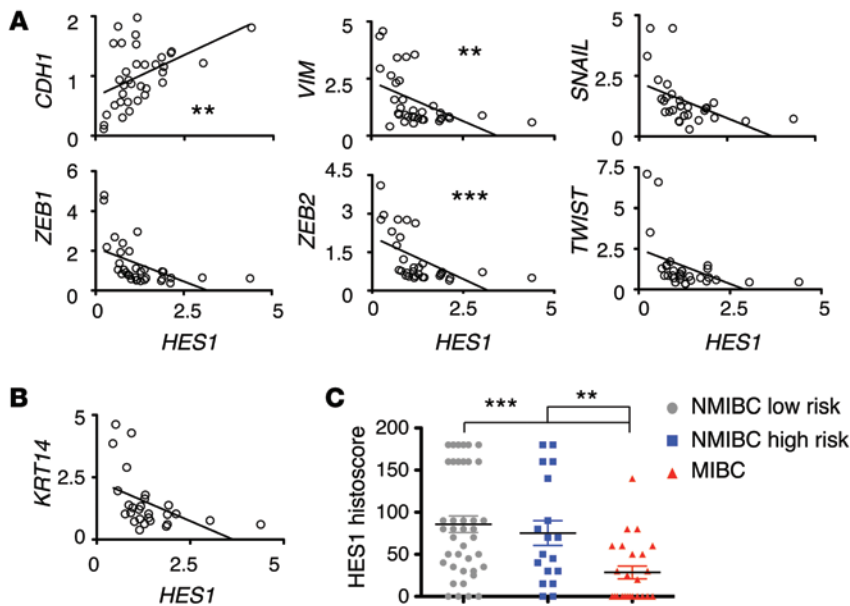 A
2
1
0
CDH1
**
5
2.5
0
VIM
**
5
2.5
0
SNAIL
6
4
2
0
ZEB1
0
2.5
5
HES1
4.5
3
1.5
0
ZEB2
***
0
2.5
5
HES1
7.5
5
2.5
0
TWIST
0
2.5
5
HES1
B
5
2.5
0
KRT14
0
2.5
5
HES1
C
***
**
200
150
100
50
0
HES1 histoscore
NMIBC low risk
NMIBC high risk
MIBC